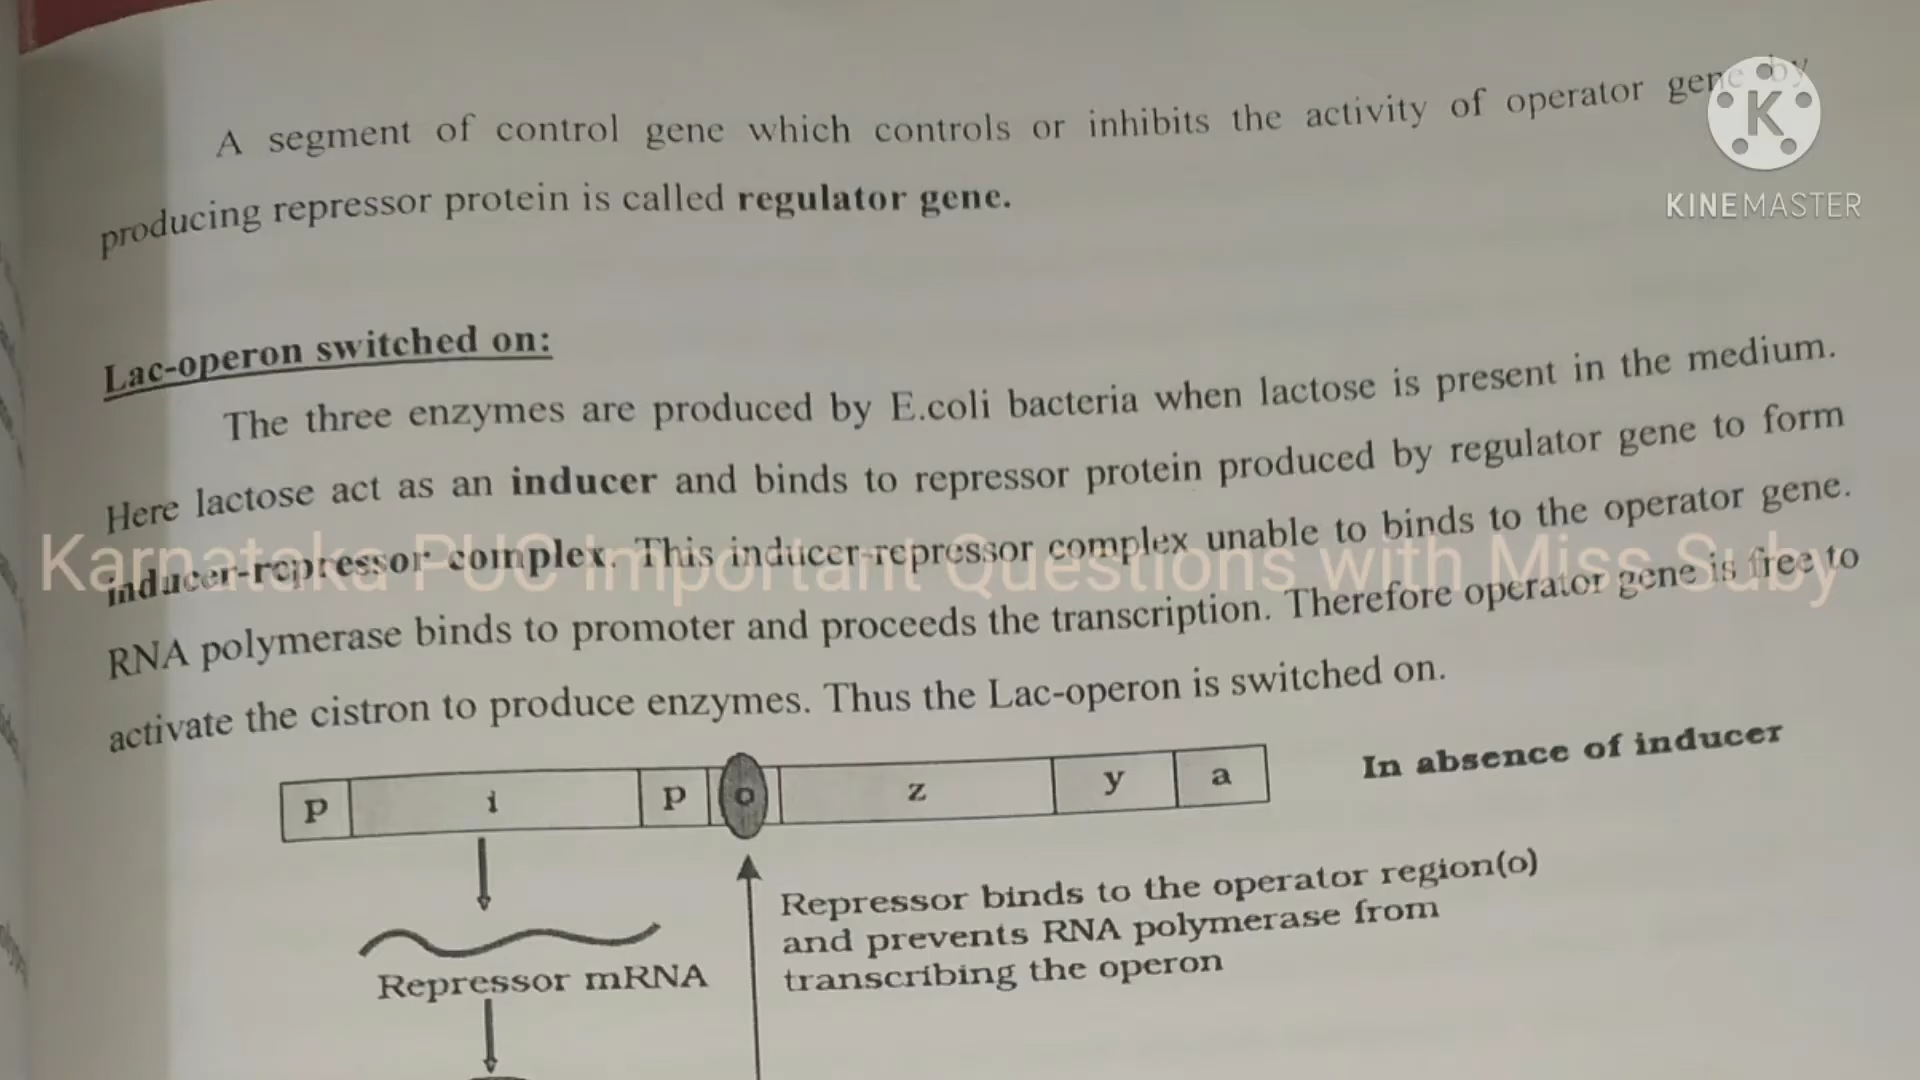 A segment of control gene which controls or inhibits the activity of operator gene by
producing repressor protein is called regulator gene.
K
KINEMASTER
Lac-operon switched on:
The three enzymes are produced by E.coli bacteria when lactose is present in the medium.
Here lactose act as an inducer and binds to repressor protein produced by regulator gene to form
inducer-repressor complex. This inducer-repressor complex unable to binds to the operator gene.
Karnataka PUC Important Questions with Miss Suby
RNA polymerase binds to promoter and proceeds the transcription. Therefore operator gene is free to
activate the cistron to produce enzymes. Thus the Lac-operon is switched on.
In absence of inducer
p i p o z y a
Repressor binds to the operator region(o)
and prevents RNA polymerase from
transcribing the operon
Repressor mRNA